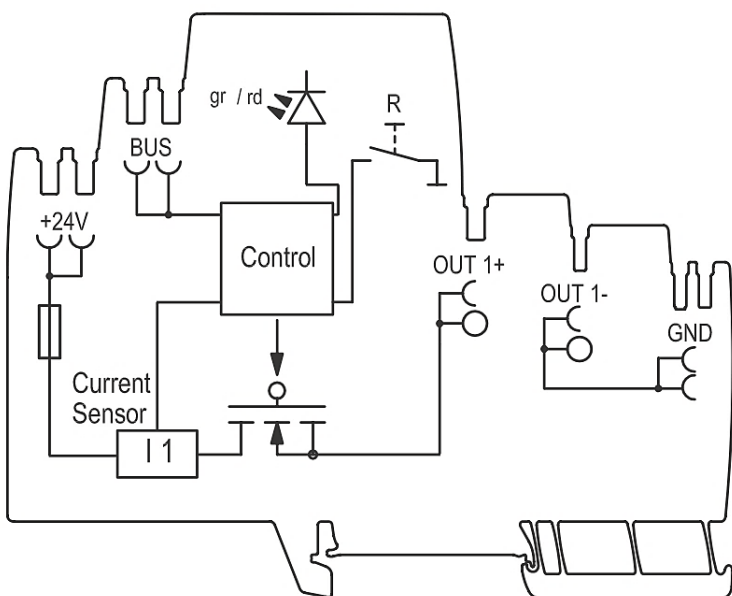 gr / rd
R
BUS
+24V
Control
OUT 1+
OUT 1-
GND
Current
Sensor
I 1